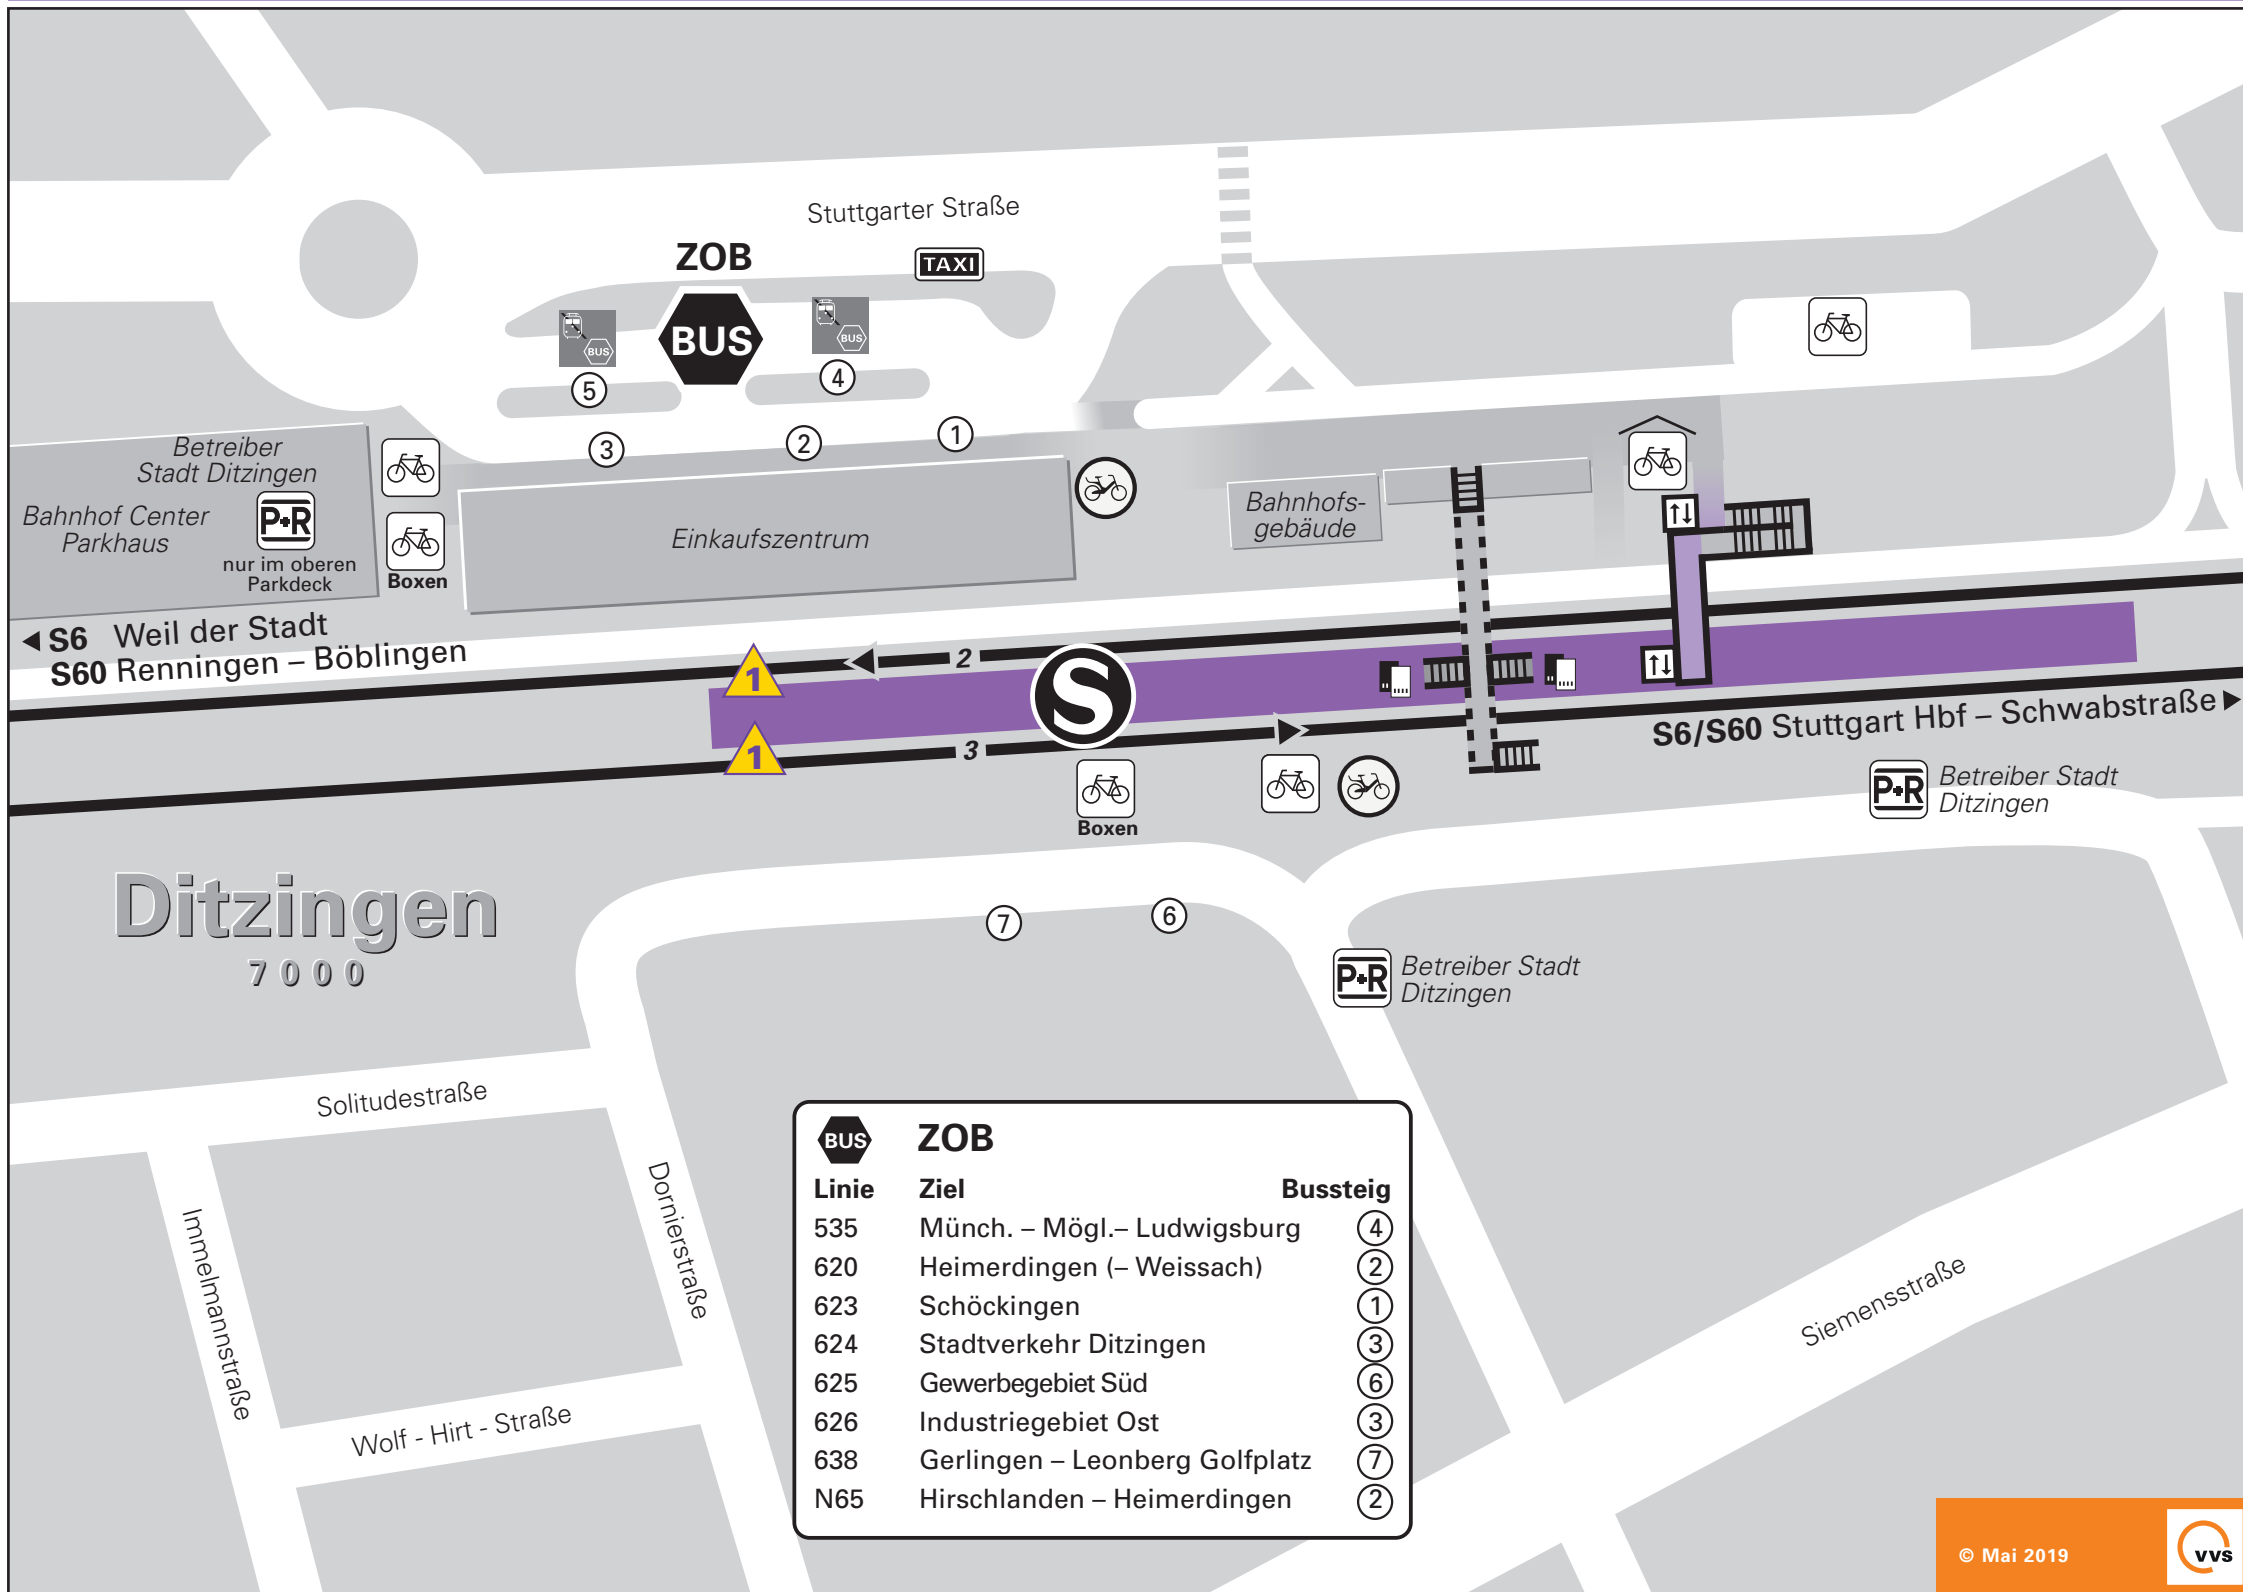 Stuttgarter Straße
ZOB
TAXI
BUS
BUS
BUS
5
4
3
2
1
Betreiber
Stadt Ditzingen
Bahnhof Center
Parkhaus
P+R
nur im oberen
Parkdeck
Boxen
Einkaufszentrum
Bahnhofs-
gebäude
S6 Weil der Stadt
S60 Renningen – Böblingen
1
2
S
1
3
S6/S60 Stuttgart Hbf – Schwabstraße
Boxen
P+R
Betreiber Stadt
Ditzingen
Ditzingen
7000
7
6
P+R
Betreiber Stadt
Ditzingen
Solitudestraße
Immelmannstraße
Dornierstraße
Wolf - Hirt - Straße
Siemensstraße
BUS ZOB
Linie Ziel Bussteig
535 Münch. – Mögl.– Ludwigsburg 4
620 Heimerdingen (– Weissach) 2
623 Schöckingen 1
624 Stadtverkehr Ditzingen 3
625 Gewerbegebiet Süd 6
626 Industriegebiet Ost 3
638 Gerlingen – Leonberg Golfplatz 7
N65 Hirschlanden – Heimerdingen 2
© Mai 2019
vvs